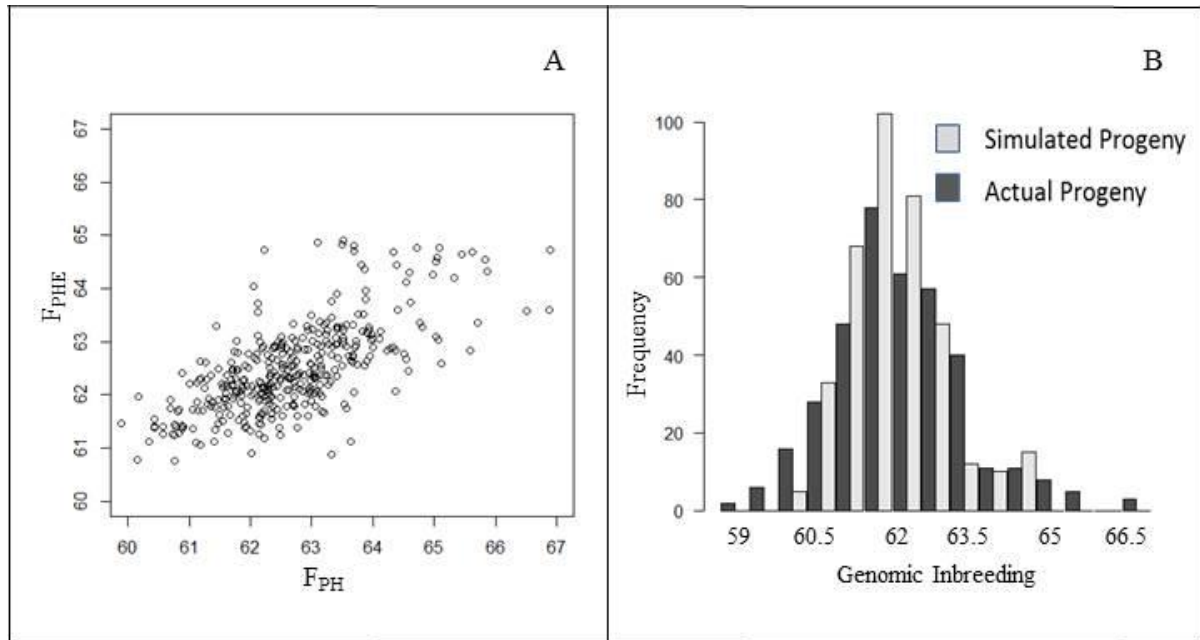 A
67
66
65
64
63
62
61
60
F_PHE
60 61 62 63 64 65 66 67
F_PH
B
100
80
60
40
20
0
Frequency
Simulated Progeny
Actual Progeny
59 60.5 62 63.5 65 66.5
Genomic Inbreeding